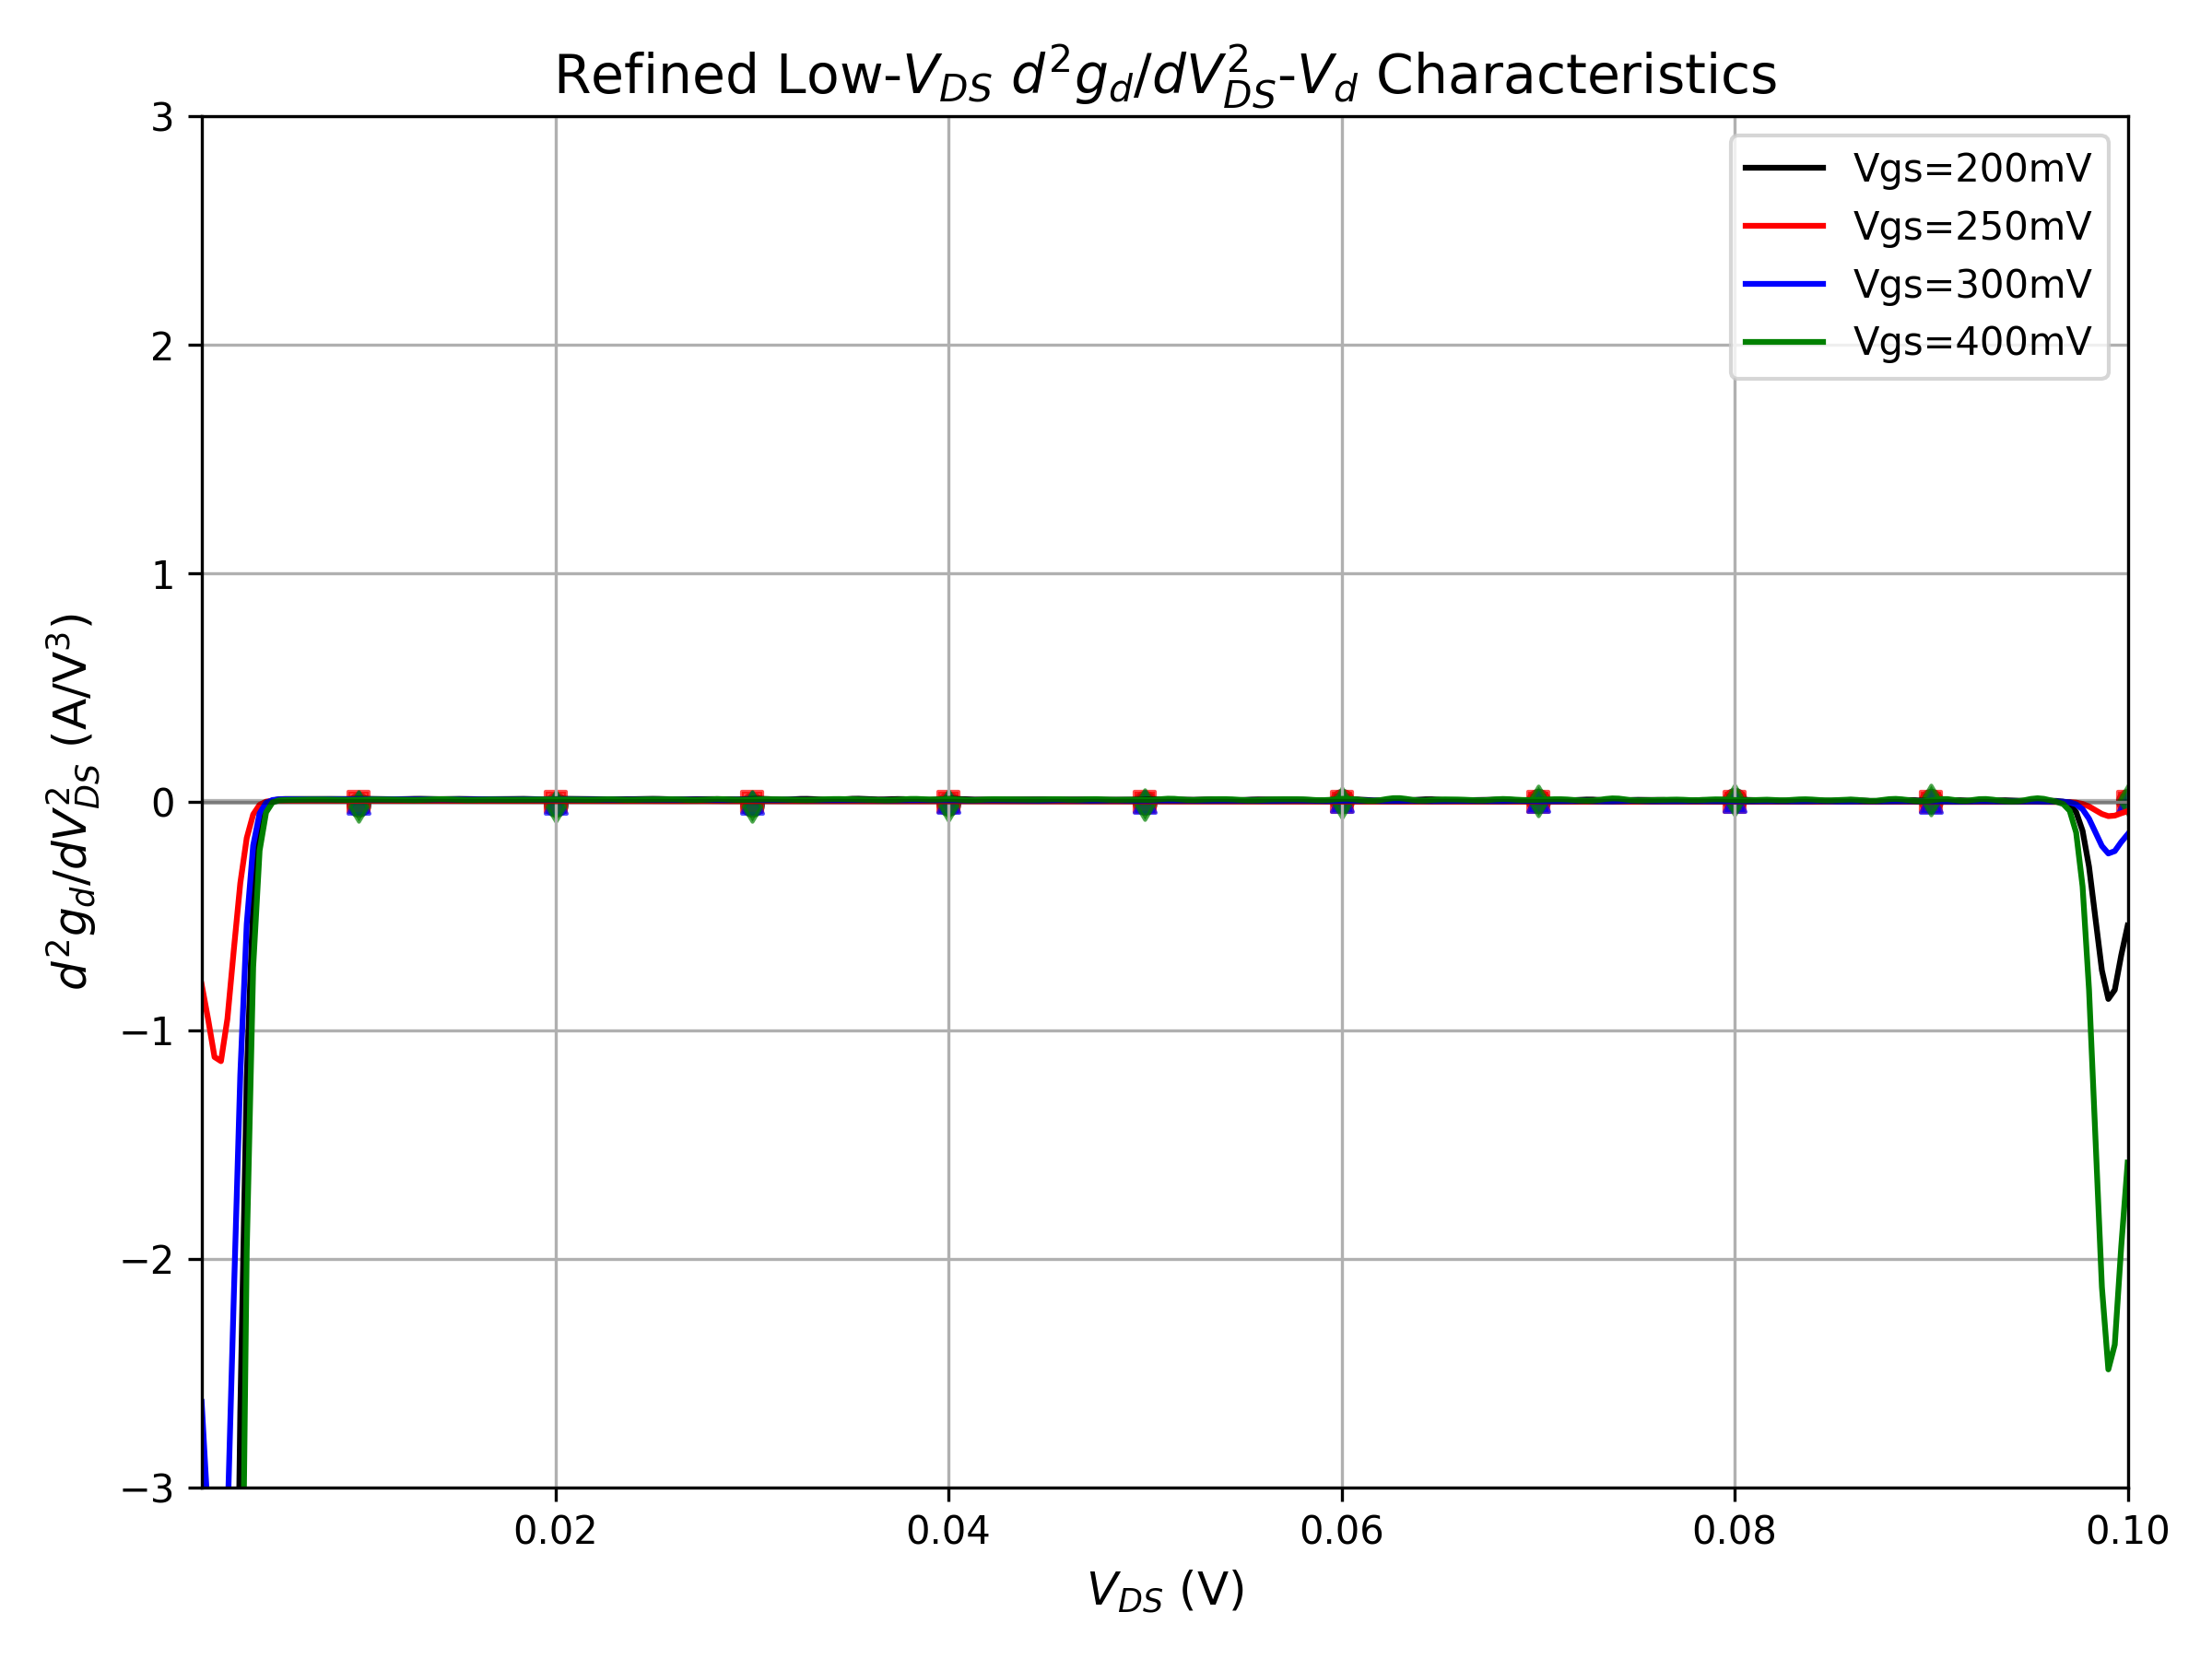 Refined Low-V_DS d²g_d/dV²_DS-V_d Characteristics
3
2
1
0
−1
−2
−3
d²g_d/dV²_DS (A/V³)
Vgs=200mV
Vgs=250mV
Vgs=300mV
Vgs=400mV
0.02 0.04 0.06 0.08 0.10
V_DS (V)